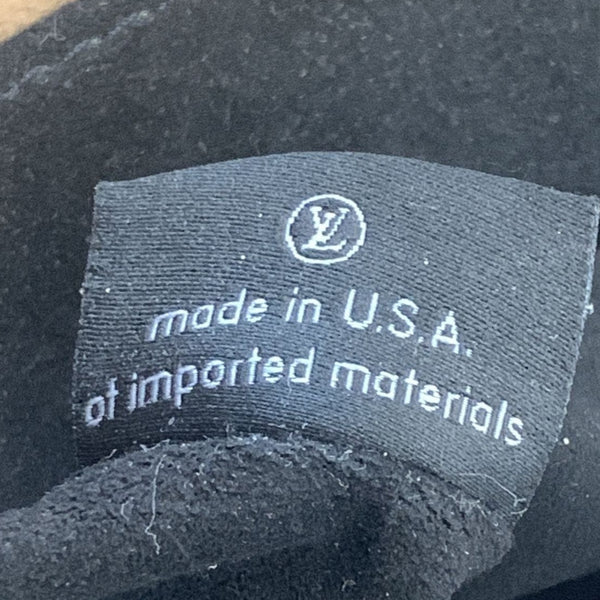 LV
made in U.S.A.
of imported materials